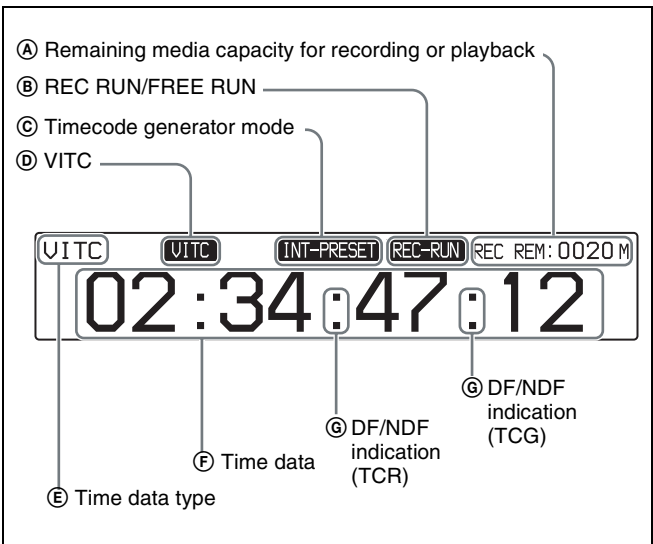 Ⓐ Remaining media capacity for recording or playback
Ⓑ REC RUN/FREE RUN
Ⓒ Timecode generator mode
Ⓓ VITC
VITC VITC INT-PRESET REC-RUN REC REM:0020 M
02:34:47:12
Ⓖ DF/NDF
indication
(TCG)
Ⓖ DF/NDF
indication
(TCR)
Ⓕ Time data
Ⓔ Time data type